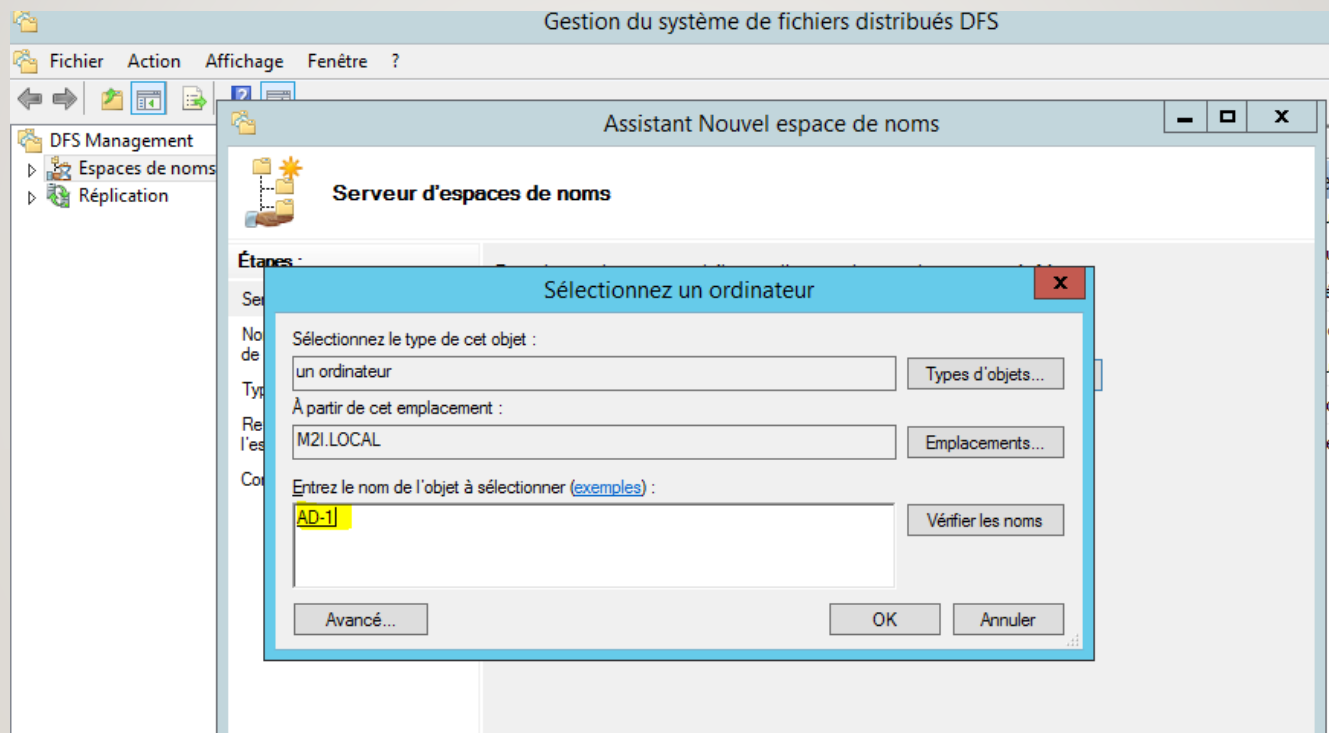 Gestion du système de fichiers distribués DFS
Fichier Action Affichage Fenêtre ?
Assistant Nouvel espace de noms
DFS Management
Espaces de noms
Réplication
Serveur d'espaces de noms
Étapes :
Sélectionnez un ordinateur
Sélectionnez le type de cet objet :
un ordinateur
Types d'objets...
À partir de cet emplacement :
M2I.LOCAL
Emplacements...
Entrez le nom de l'objet à sélectionner (exemples) :
AD-1
Vérifier les noms
Avancé...
OK
Annuler